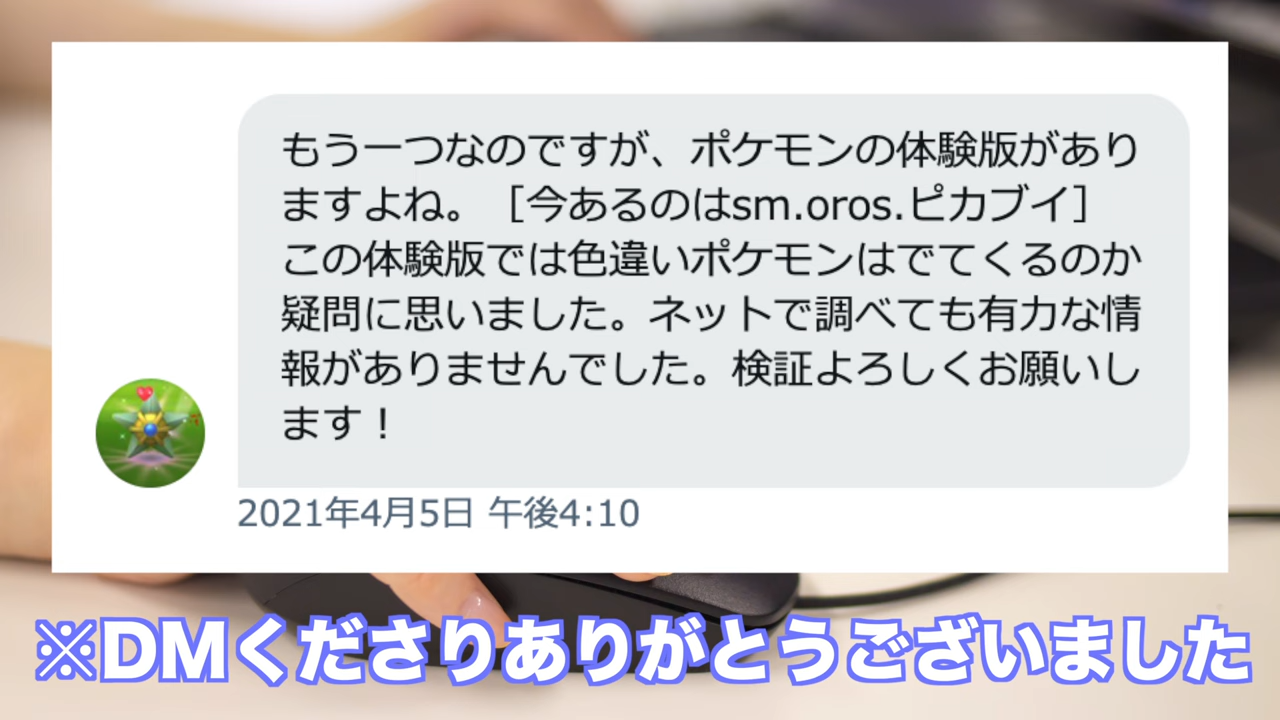 もう一つなのですが、ポケモンの体験版があり
ますよね。［今あるのはsm.oros.ピカブイ］
この体験版では色違いポケモンはでてくるのか
疑問に思いました。ネットで調べても有力な情
報がありませんでした。検証よろしくお願いし
ます！
2021年4月5日 午後4:10
※DMくださりありがとうございました